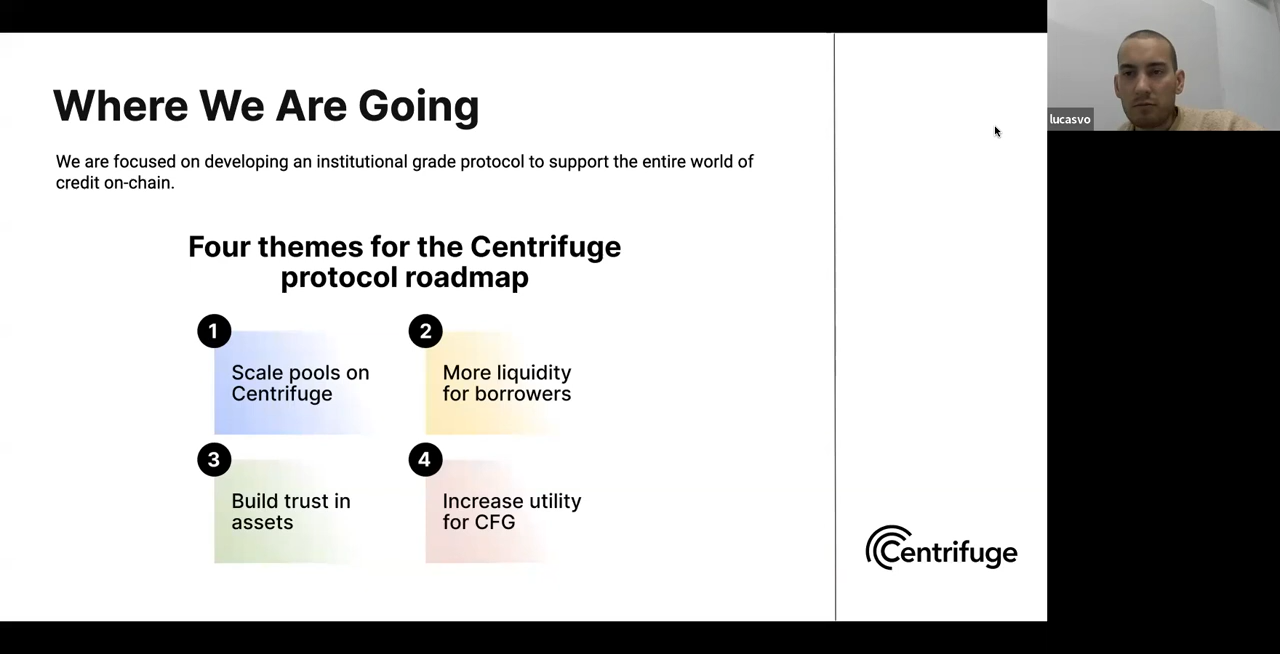 Where We Are Going
We are focused on developing an institutional grade protocol to support the entire world of
credit on-chain.
Four themes for the Centrifuge
protocol roadmap
1
Scale pools on
Centrifuge
2
More liquidity
for borrowers
3
Build trust in
assets
4
Increase utility
for CFG
Centrifuge
lucasvo